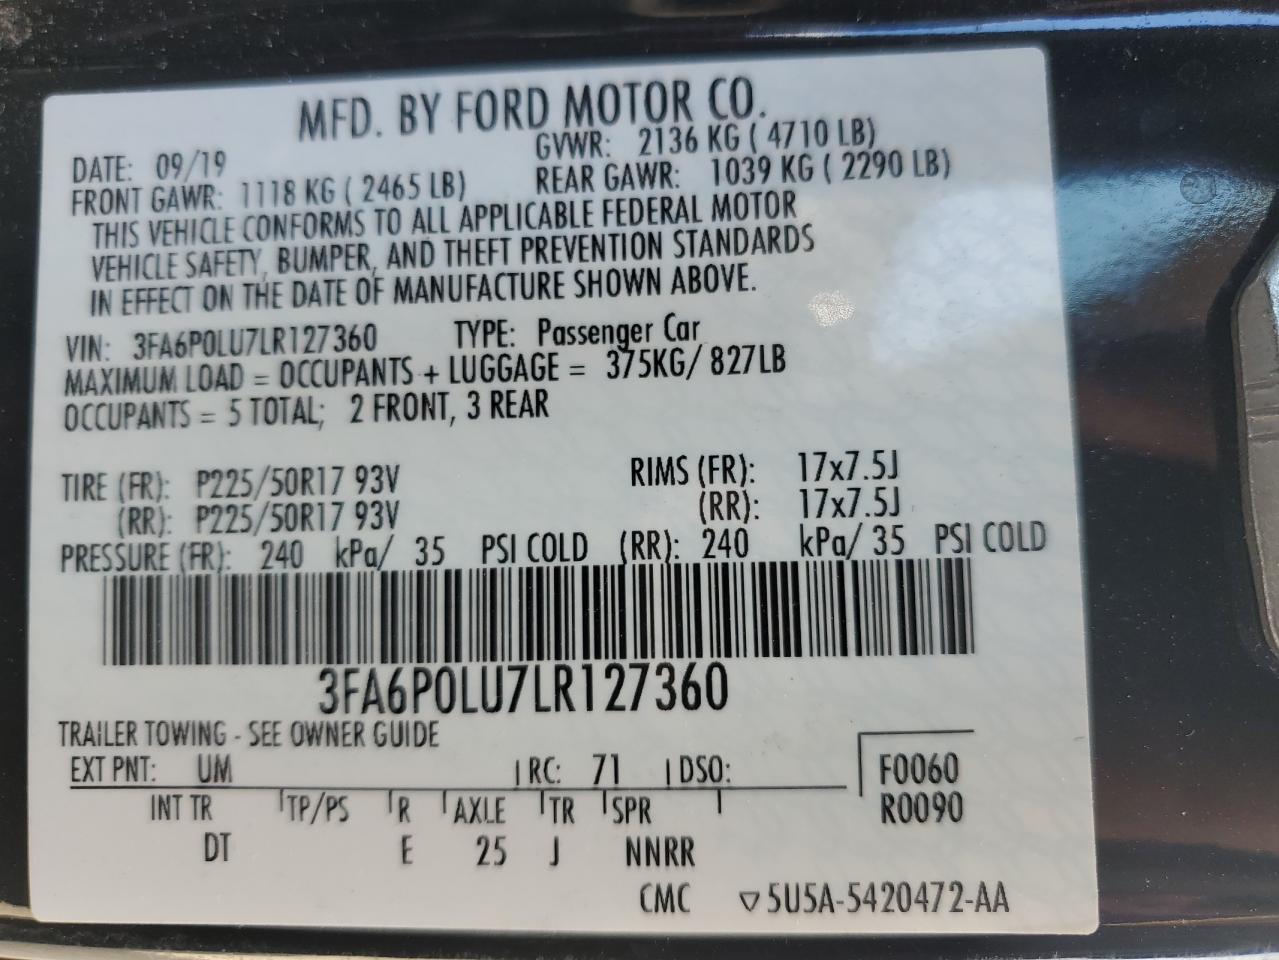 MFD. BY FORD MOTOR CO.
DATE: 09/19 GVWR: 2136 KG ( 4710 LB)
FRONT GAWR: 1118 KG ( 2465 LB) REAR GAWR: 1039 KG ( 2290 LB)
THIS VEHICLE CONFORMS TO ALL APPLICABLE FEDERAL MOTOR
VEHICLE SAFETY, BUMPER, AND THEFT PREVENTION STANDARDS
IN EFFECT ON THE DATE OF MANUFACTURE SHOWN ABOVE.
VIN: 3FA6P0LU7LR127360 TYPE: Passenger Car
MAXIMUM LOAD = OCCUPANTS + LUGGAGE = 375KG/ 827LB
OCCUPANTS = 5 TOTAL; 2 FRONT, 3 REAR
TIRE (FR): P225/50R17 93V RIMS (FR): 17x7.5J
(RR): P225/50R17 93V (RR): 17x7.5J
PRESSURE (FR): 240 kPa/ 35 PSI COLD (RR): 240 kPa/ 35 PSI COLD
3FA6P0LU7LR127360
TRAILER TOWING - SEE OWNER GUIDE
EXT PNT: UM RC: 71 DSO: F0060
INT TR TP/PS R AXLE TR SPR R0090
DT E 25 J NNRR
CMC ▽5U5A-5420472-AA